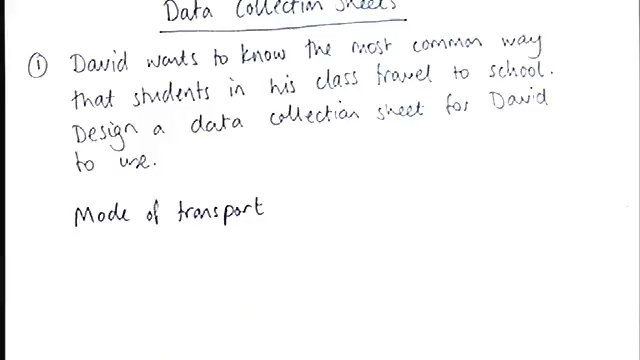 Data Collection Sheets
① David wants to know the most common way
that students in his class travel to school.
Design a data collection sheet for David
to use.
Mode of transport